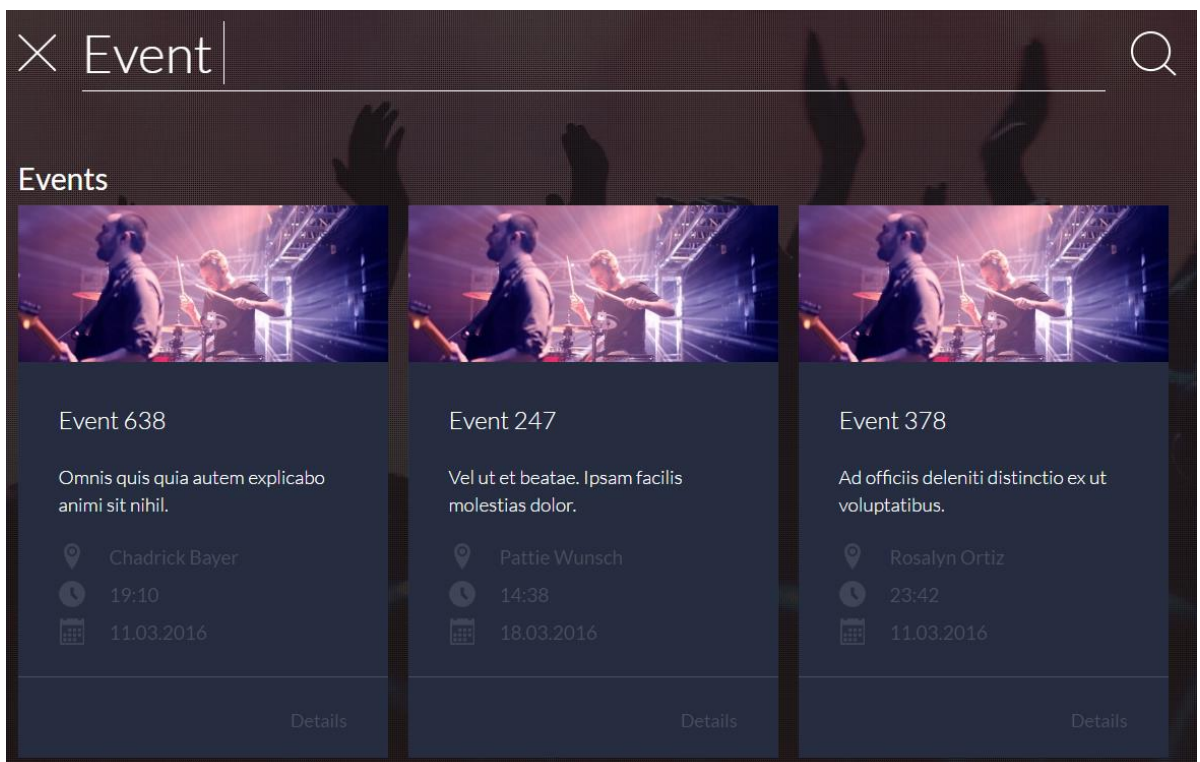 Event
Events
Event 638
Omnis quis quia autem explicabo
animi sit nihil.
Chadrick Bayer
19:10
11.03.2016
Details
Event 247
Vel ut et beatae. Ipsam facilis
molestias dolor.
Pattie Wunsch
14:38
18.03.2016
Details
Event 378
Ad officiis deleniti distinctio ex ut
voluptatibus.
Rosalyn Ortiz
23:42
11.03.2016
Details